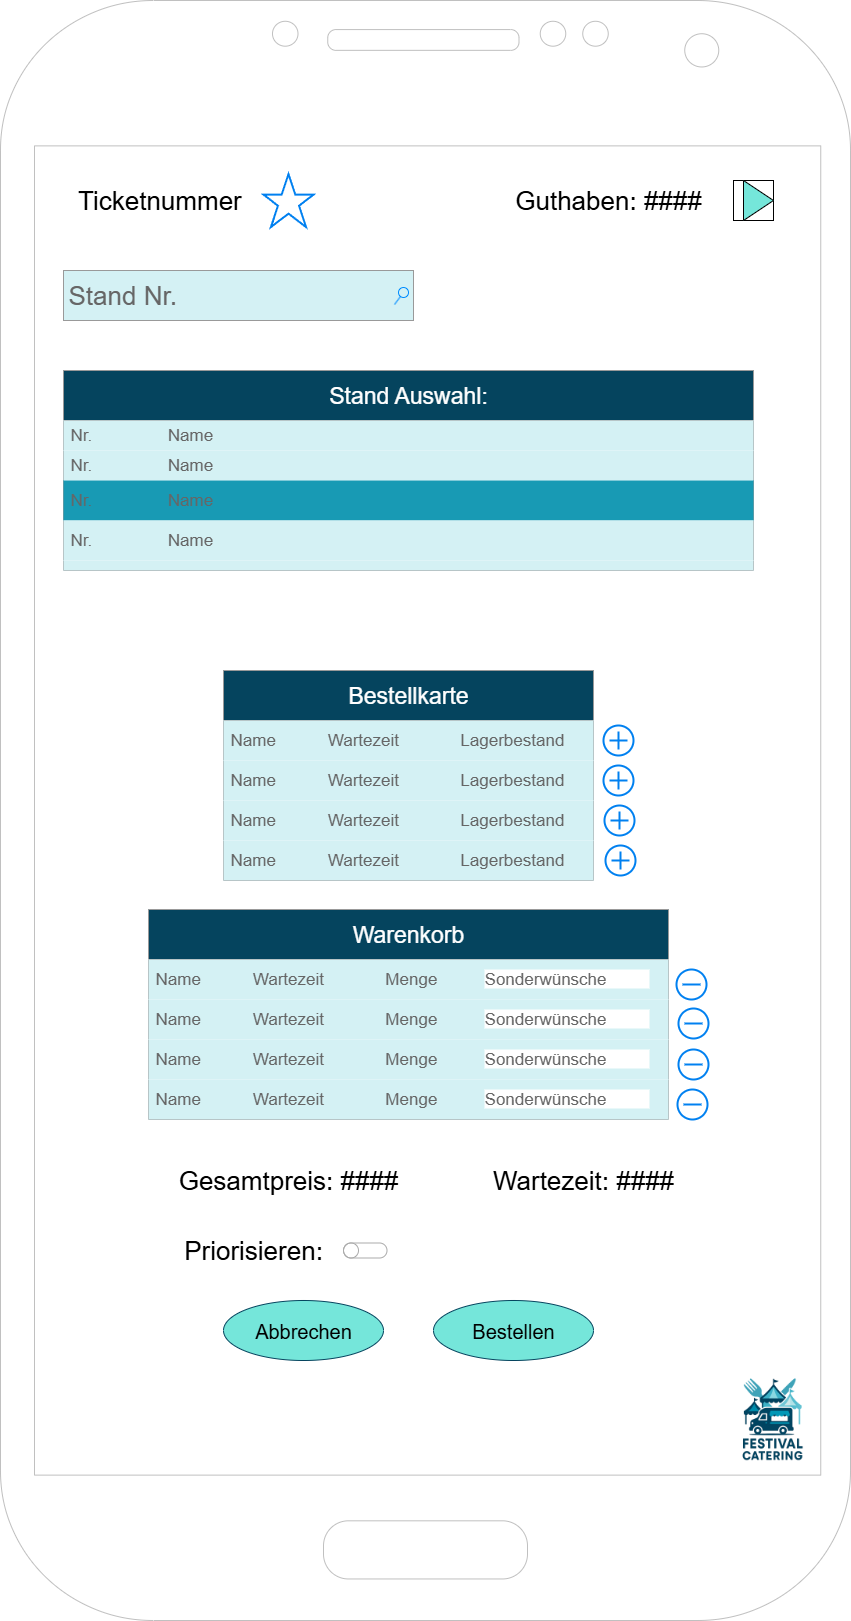 Ticketnummer
Guthaben: ####
Stand Nr.
Stand Auswahl:
Nr. Name
Nr. Name
Nr. Name
Nr. Name
Bestellkarte
Name Wartezeit Lagerbestand
Name Wartezeit Lagerbestand
Name Wartezeit Lagerbestand
Name Wartezeit Lagerbestand
Warenkorb
Name Wartezeit Menge Sonderwünsche
Name Wartezeit Menge Sonderwünsche
Name Wartezeit Menge Sonderwünsche
Name Wartezeit Menge Sonderwünsche
Gesamtpreis: #### Wartezeit: ####
Priorisieren:
Abbrechen Bestellen
FESTIVAL
CATERING